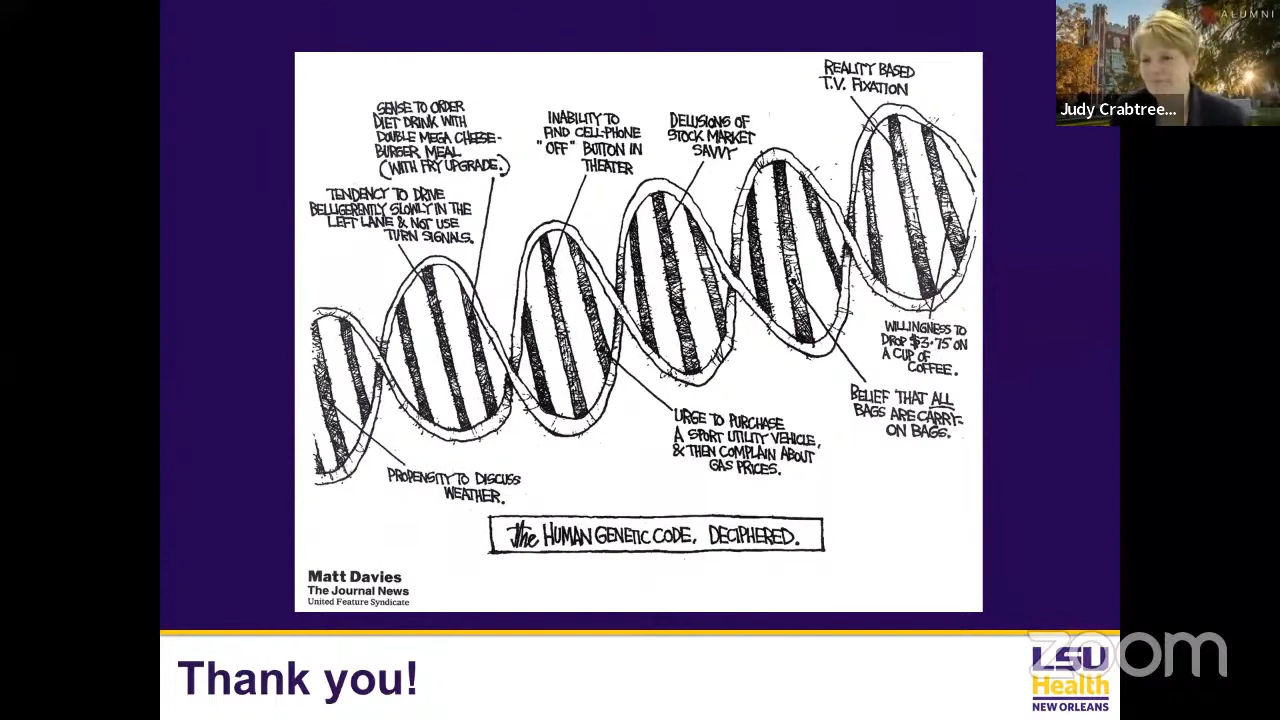 ALUMNI
Judy Crabtree...
REALITY BASED
T.V. FIXATION
SENSE TO ORDER
DIET DRINK WITH
DOUBLE MEGA CHEESE-
BURGER MEAL
(WITH FRY UPGRADE.)
INABILITY TO
FIND CELL-PHONE
"OFF" BUTTON IN
THEATER
DELUSIONS OF
STOCK MARKET
SAVVY
TENDENCY TO DRIVE
BELLIGERENTLY SLOWLY IN THE
LEFT LANE & NOT USE
TURN SIGNALS.
WILLINGNESS TO
DROP $3.75 ON
A CUP OF
COFFEE.
BELIEF THAT ALL
BAGS ARE CARRY-
ON BAGS.
URGE TO PURCHASE
A SPORT UTILITY VEHICLE,
& THEN COMPLAIN ABOUT
GAS PRICES.
PROPENSITY TO DISCUSS
WEATHER.
The HUMAN GENETIC CODE, DECIPHERED.
Matt Davies
The Journal News
United Feature Syndicate
Thank you!
zoom
LSU
Health
NEW ORLEANS